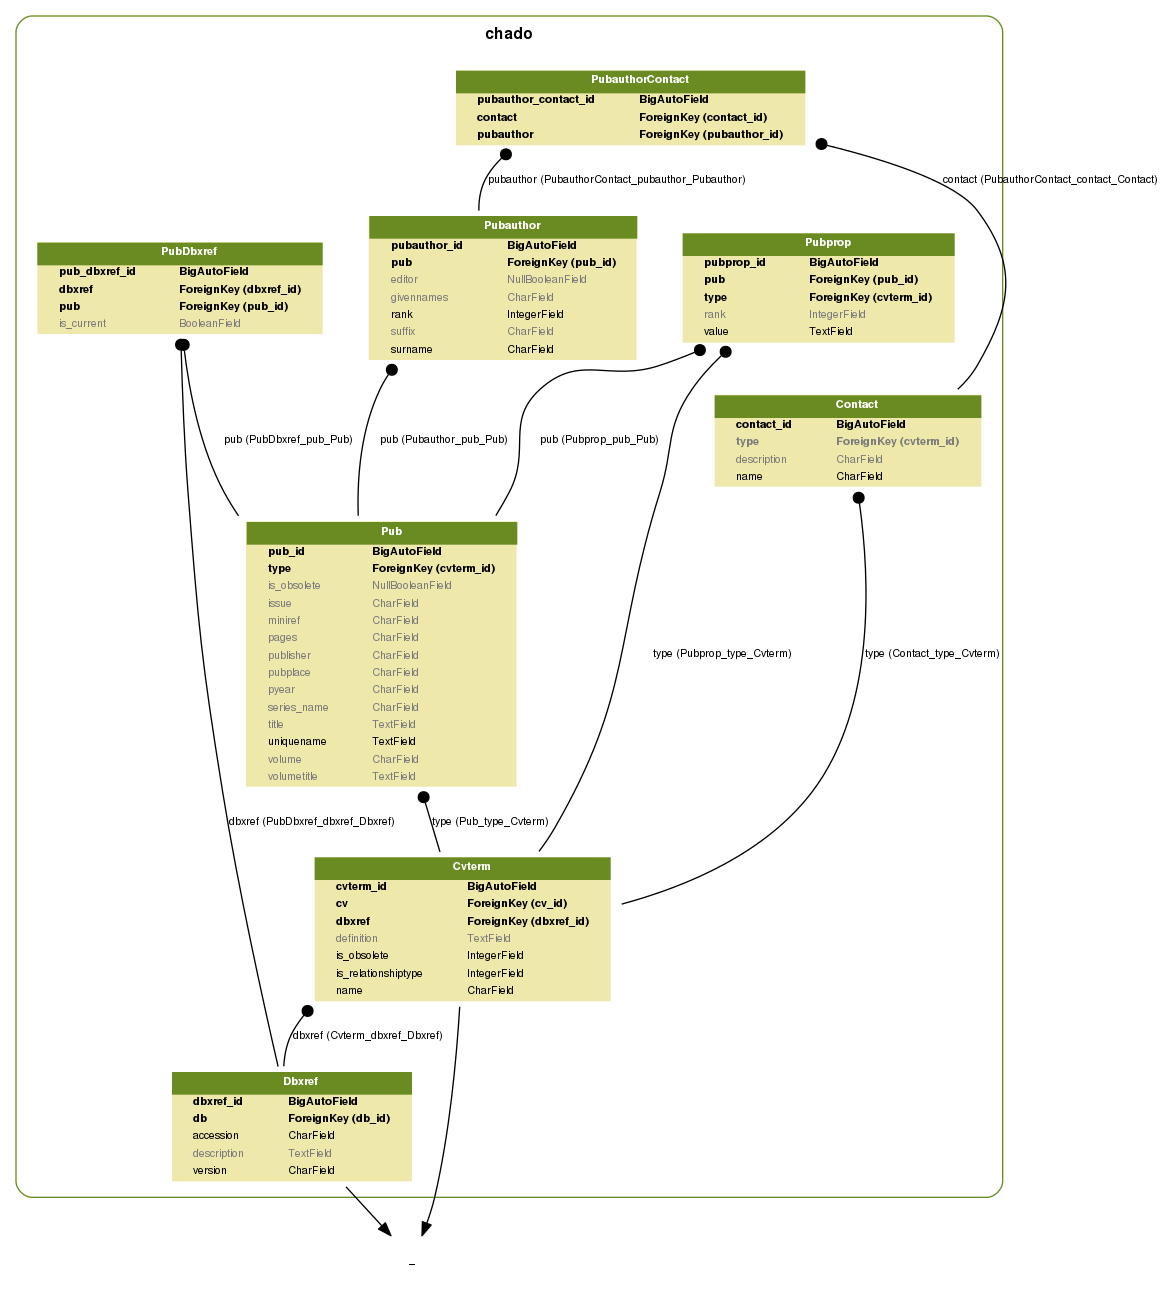 chado
PubauthorContact
pubauthor_contact_id BigAutoField
contact ForeignKey (contact_id)
pubauthor ForeignKey (pubauthor_id)
pubauthor (PubauthorContact_pubauthor_Pubauthor)
contact (PubauthorContact_contact_Contact)
PubDbxref
pub_dbxref_id BigAutoField
dbxref ForeignKey (dbxref_id)
pub ForeignKey (pub_id)
is_current BooleanField
Pubauthor
pubauthor_id BigAutoField
pub ForeignKey (pub_id)
editor NullBooleanField
givennames CharField
rank IntegerField
suffix CharField
surname CharField
Pubprop
pubprop_id BigAutoField
pub ForeignKey (pub_id)
type ForeignKey (cvterm_id)
rank IntegerField
value TextField
Contact
contact_id BigAutoField
type ForeignKey (cvterm_id)
description CharField
name CharField
pub (PubDbxref_pub_Pub)
pub (Pubauthor_pub_Pub)
pub (Pubprop_pub_Pub)
Pub
pub_id BigAutoField
type ForeignKey (cvterm_id)
is_obsolete NullBooleanField
issue CharField
miniref CharField
pages CharField
publisher CharField
pubplace CharField
pyear CharField
series_name CharField
title TextField
uniquename TextField
volume CharField
volumetitle TextField
type (Pubprop_type_Cvterm)
type (Contact_type_Cvterm)
dbxref (PubDbxref_dbxref_Dbxref)
type (Pub_type_Cvterm)
Cvterm
cvterm_id BigAutoField
cv ForeignKey (cv_id)
dbxref ForeignKey (dbxref_id)
definition TextField
is_obsolete IntegerField
is_relationshiptype IntegerField
name CharField
dbxref (Cvterm_dbxref_Dbxref)
Dbxref
dbxref_id BigAutoField
db ForeignKey (db_id)
accession CharField
description TextField
version CharField
_